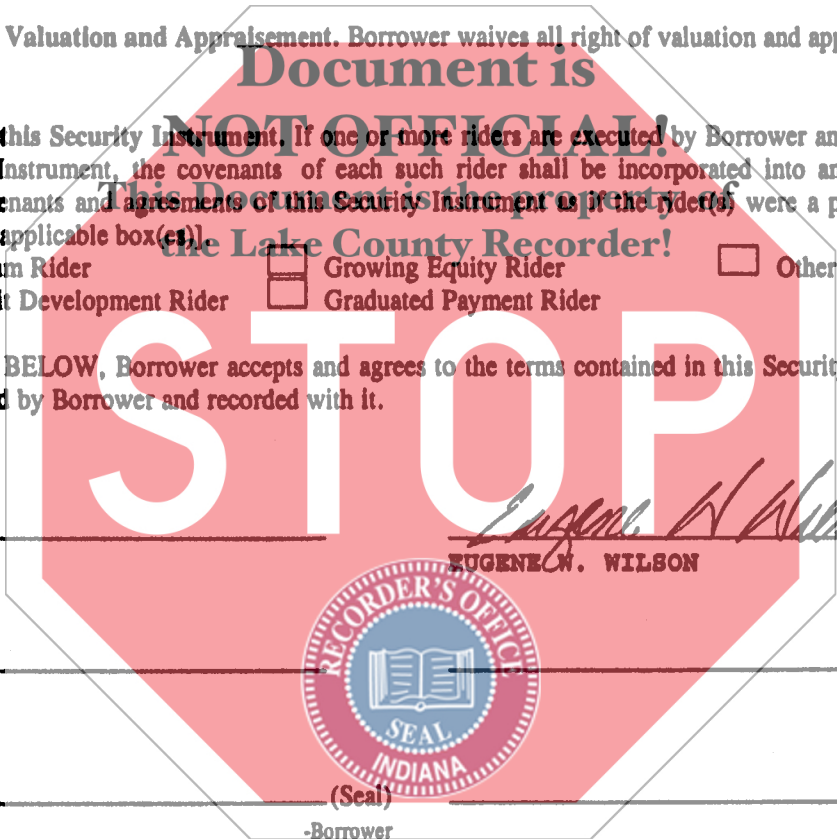 Valuation and Appraisement. Borrower waives all right of valuation and
Document is
this Security Instrument. If one or more riders are executed by Borrower
NOT OFFICIAL!
Instrument, the covenants of each such rider shall be incorporated into
This Document is the property of
and agreements of this Security Instrument as if the rider(s) were a
applicable box(es)].
the Lake County Recorder!
Rider Growing Equity Rider Other
Development Rider Graduated Payment Rider
BELOW, Borrower accepts and agrees to the terms contained in this
by Borrower and recorded with it.
STOP
Eugene W
EUGENE W. WILSON
RECORDER'S OFFICE
SEAL
INDIANA
(Seal)
-Borrower